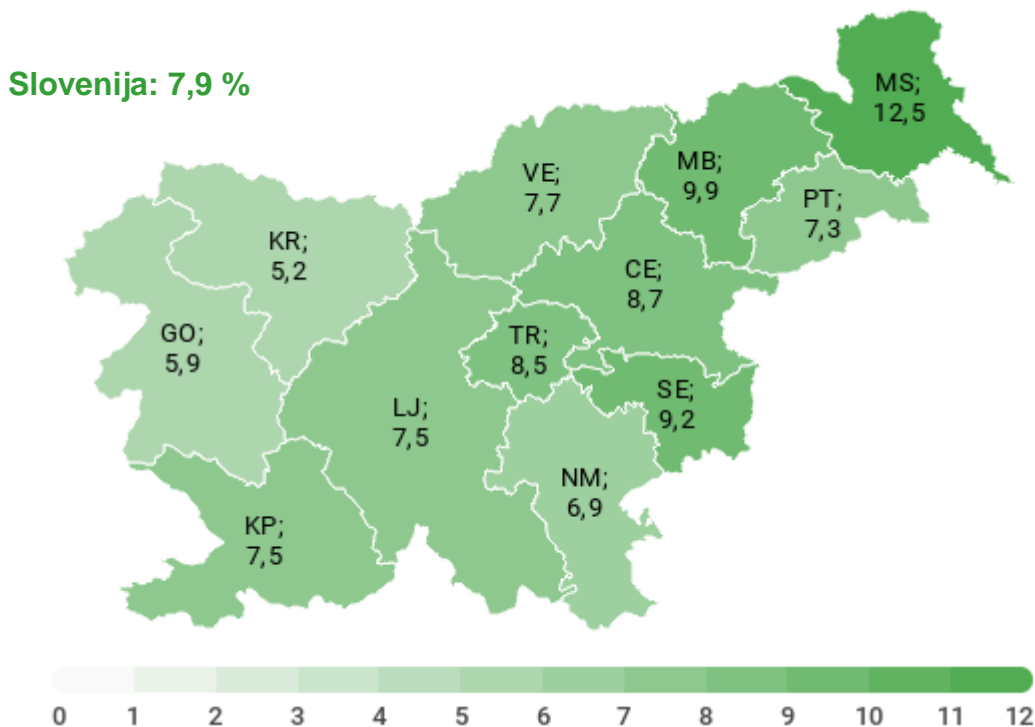 Slovenija: 7,9 %
MS;
12,5
MB;
9,9
VE;
7,7
PT;
7,3
KR;
5,2
CE;
8,7
GO;
5,9
TR;
8,5
SE;
9,2
LJ;
7,5
NM;
6,9
KP;
7,5
0 1 2 3 4 5 6 7 8 9 10 11 12